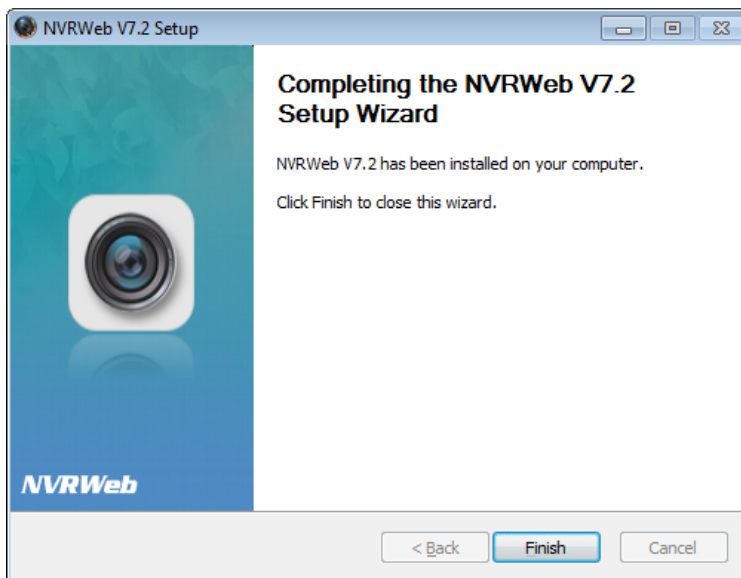 NVRWeb V7.2 Setup
Completing the NVRWeb V7.2
Setup Wizard
NVRWeb V7.2 has been installed on your computer.
Click Finish to close this wizard.
NVRWeb
< Back
Finish
Cancel